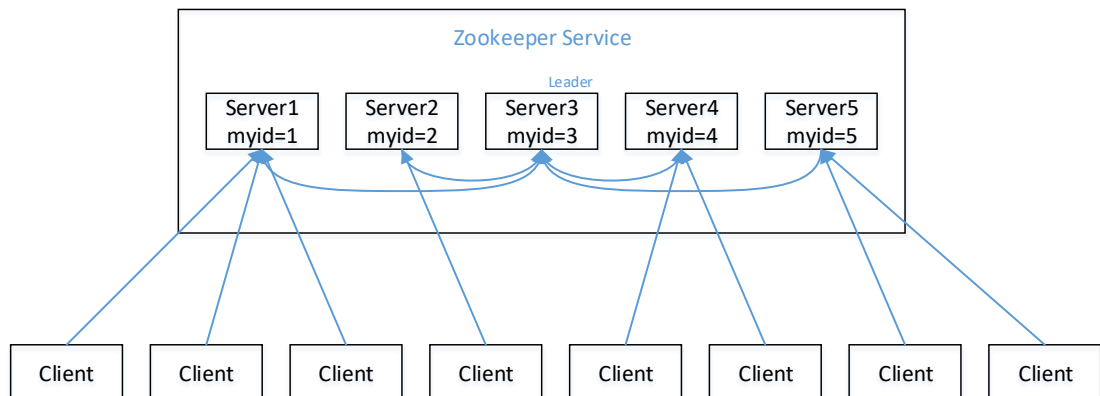 Zookeeper Service
Leader
Server1
myid=1
Server2
myid=2
Server3
myid=3
Server4
myid=4
Server5
myid=5
Client
Client
Client
Client
Client
Client
Client
Client